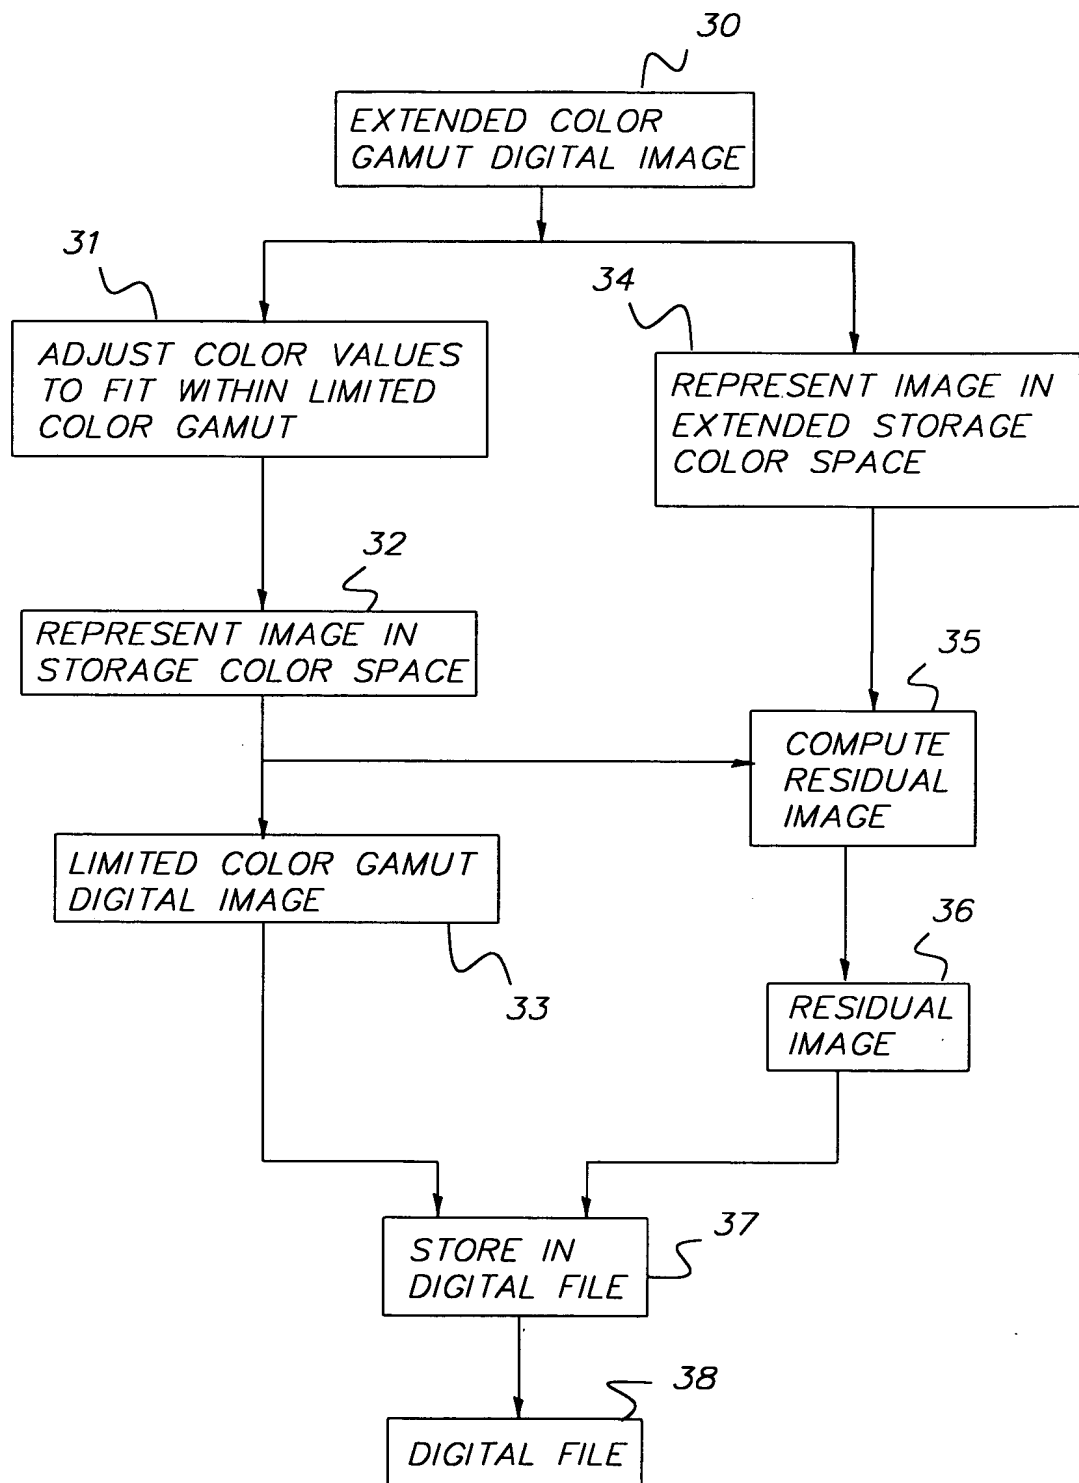 30
EXTENDED COLOR
GAMUT DIGITAL IMAGE
31
ADJUST COLOR VALUES
TO FIT WITHIN LIMITED
COLOR GAMUT
34
REPRESENT IMAGE IN
EXTENDED STORAGE
COLOR SPACE
32
REPRESENT IMAGE IN
STORAGE COLOR SPACE
35
COMPUTE
RESIDUAL
IMAGE
LIMITED COLOR GAMUT
DIGITAL IMAGE
33
36
RESIDUAL
IMAGE
37
STORE IN
DIGITAL FILE
38
DIGITAL FILE